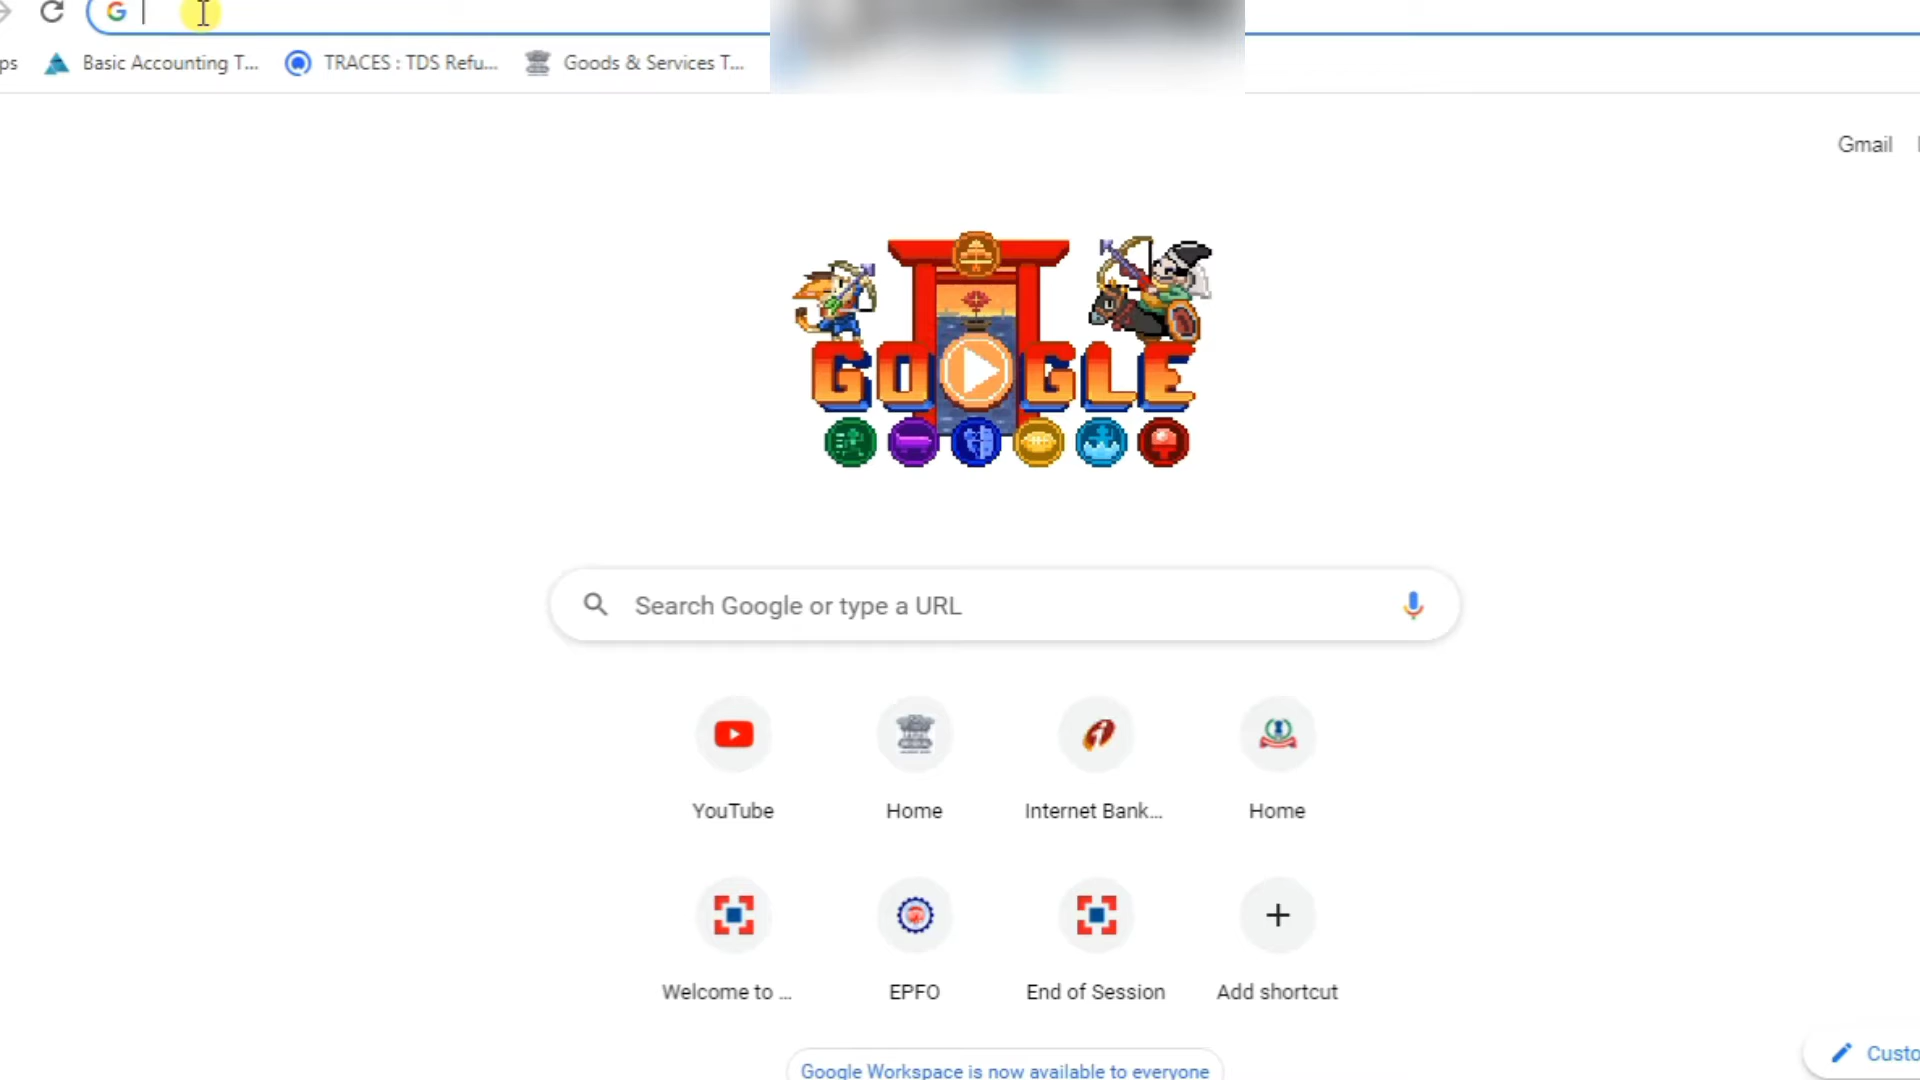 ps
Basic Accounting T...
TRACES : TDS Refu...
Goods & Services T...
Gmail
GOOGLE
Search Google or type a URL
YouTube
Home
Internet Bank...
Home
Welcome to ...
EPFO
End of Session
Add shortcut
Google Workspace is now available to everyone
Custo